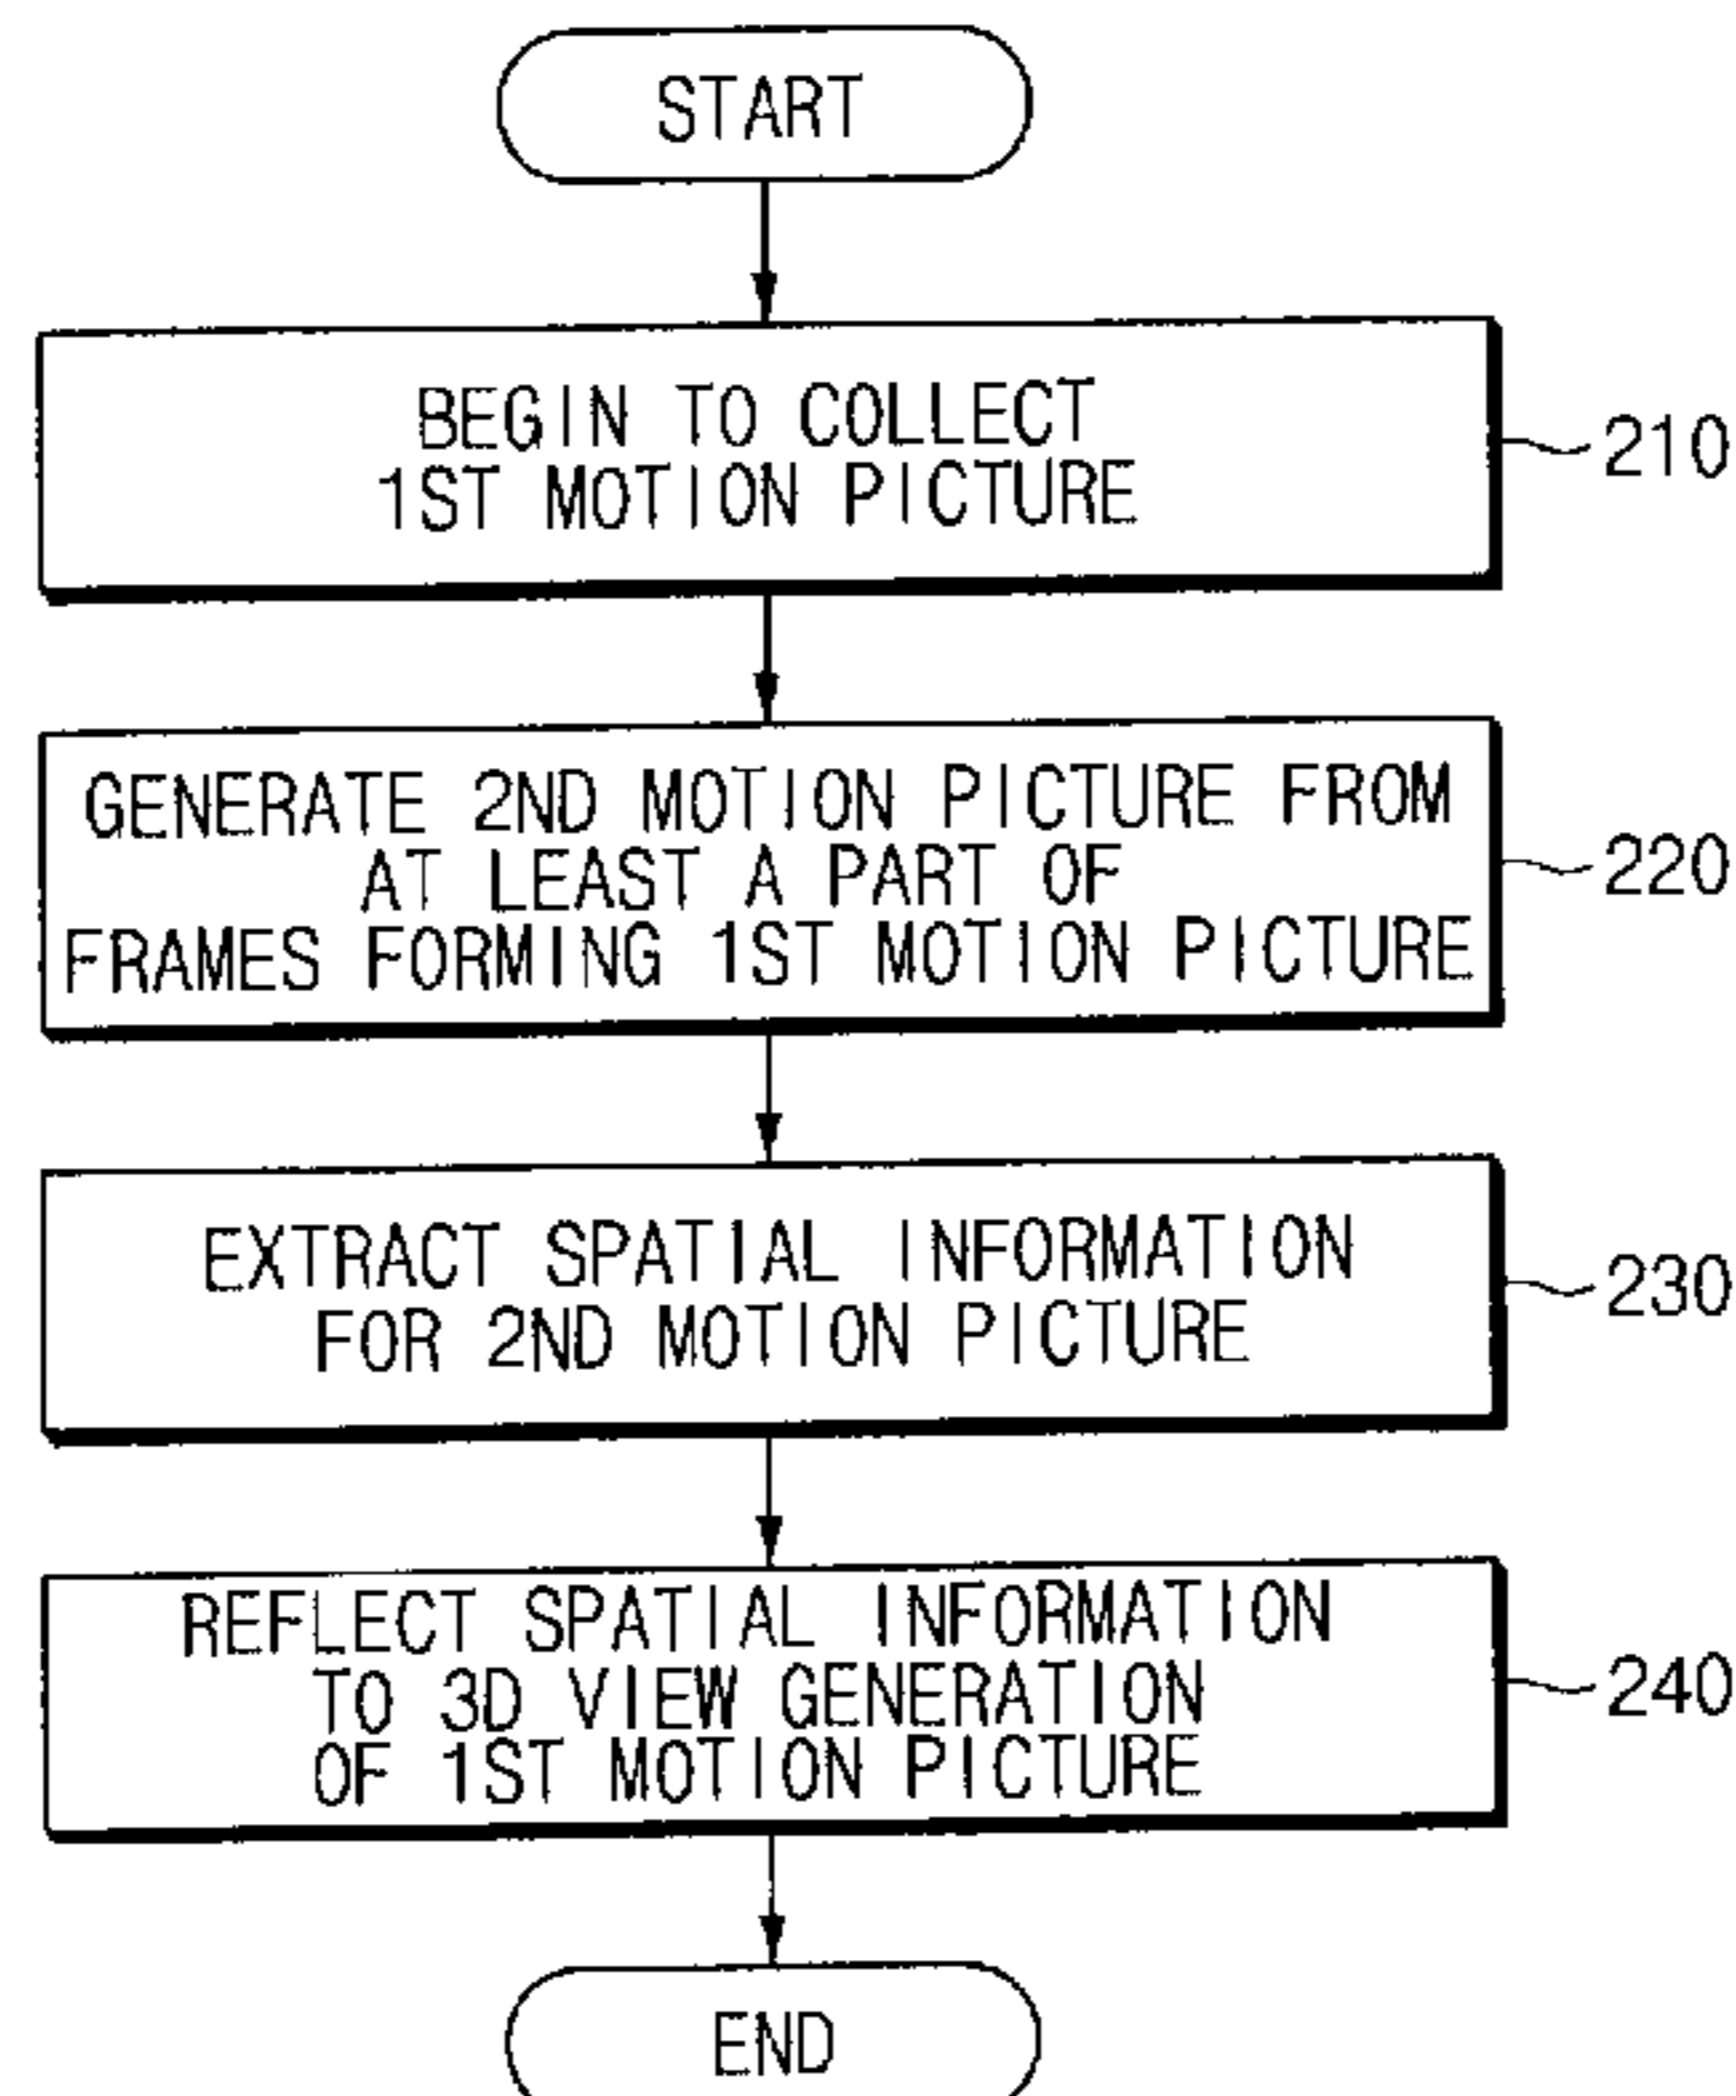 START
BEGIN TO COLLECT
1ST MOTION PICTURE
210
GENERATE 2ND MOTION PICTURE FROM
AT LEAST A PART OF
FRAMES FORMING 1ST MOTION PICTURE
220
EXTRACT SPATIAL INFORMATION
FOR 2ND MOTION PICTURE
230
REFLECT SPATIAL INFORMATION
TO 3D VIEW GENERATION
OF 1ST MOTION PICTURE
240
END